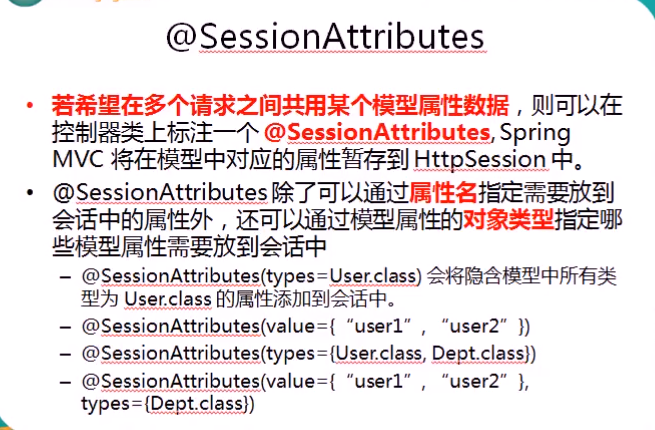 @SessionAttributes
• 若希望在多个请求之间共用某个模型属性数据，则可以在
控制器类上标注一个 @SessionAttributes, Spring
MVC 将在模型中对应的属性暂存到 HttpSession 中。
• @SessionAttributes 除了可以通过属性名指定需要放到
会话中的属性外，还可以通过模型属性的对象类型指定哪
些模型属性需要放到会话中
– @SessionAttributes(types=User.class) 会将隐含模型中所有类
型为 User.class 的属性添加到会话中。
– @SessionAttributes(value={ “user1” , “user2” })
– @SessionAttributes(types={User.class, Dept.class})
– @SessionAttributes(value={ “user1” , “user2” },
types={Dept.class})